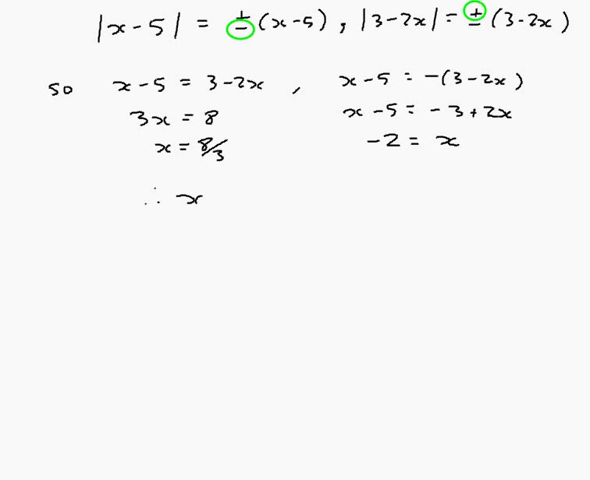 |x-5| = ±(x-5), |3-2x| = ±(3-2x)
so x-5 = 3-2x , x-5 = -(3-2x)
3x = 8 x-5 = -3+2x
x = 8/3 -2 = x
∴ x